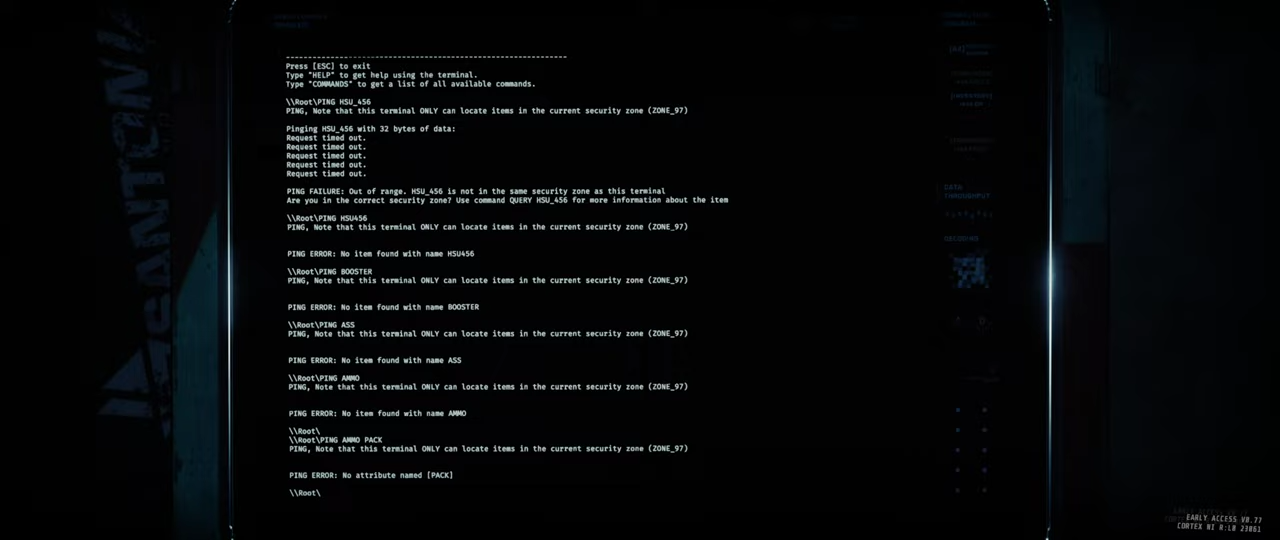 --------------------------------------------------------------------------------
Press [ESC] to exit
Type "HELP" to get help using the terminal.
Type "COMMANDS" to get a list of all available commands.
\\Root\PING HSU_456
PING, Note that this terminal ONLY can locate items in the current security zone (ZONE_97)
Pinging HSU_456 with 32 bytes of data:
Request timed out.
Request timed out.
Request timed out.
Request timed out.
Request timed out.
PING FAILURE: Out of range. HSU_456 is not in the same security zone as this terminal
Are you in the correct security zone? Use command QUERY HSU_456 for more information about the item
\\Root\PING HSU456
PING, Note that this terminal ONLY can locate items in the current security zone (ZONE_97)
PING ERROR: No item found with name HSU456
\\Root\PING BOOSTER
PING, Note that this terminal ONLY can locate items in the current security zone (ZONE_97)
PING ERROR: No item found with name BOOSTER
\\Root\PING ASS
PING, Note that this terminal ONLY can locate items in the current security zone (ZONE_97)
PING ERROR: No item found with name ASS
\\Root\PING AMMO
PING, Note that this terminal ONLY can locate items in the current security zone (ZONE_97)
PING ERROR: No item found with name AMMO
\\Root\
\\Root\PING AMMO PACK
PING, Note that this terminal ONLY can locate items in the current security zone (ZONE_97)
PING ERROR: No attribute named [PACK]
\\Root\
DATA
THROUGHPUT
EARLY ACCESS V0.77
CORTEX NI R:L0 23861